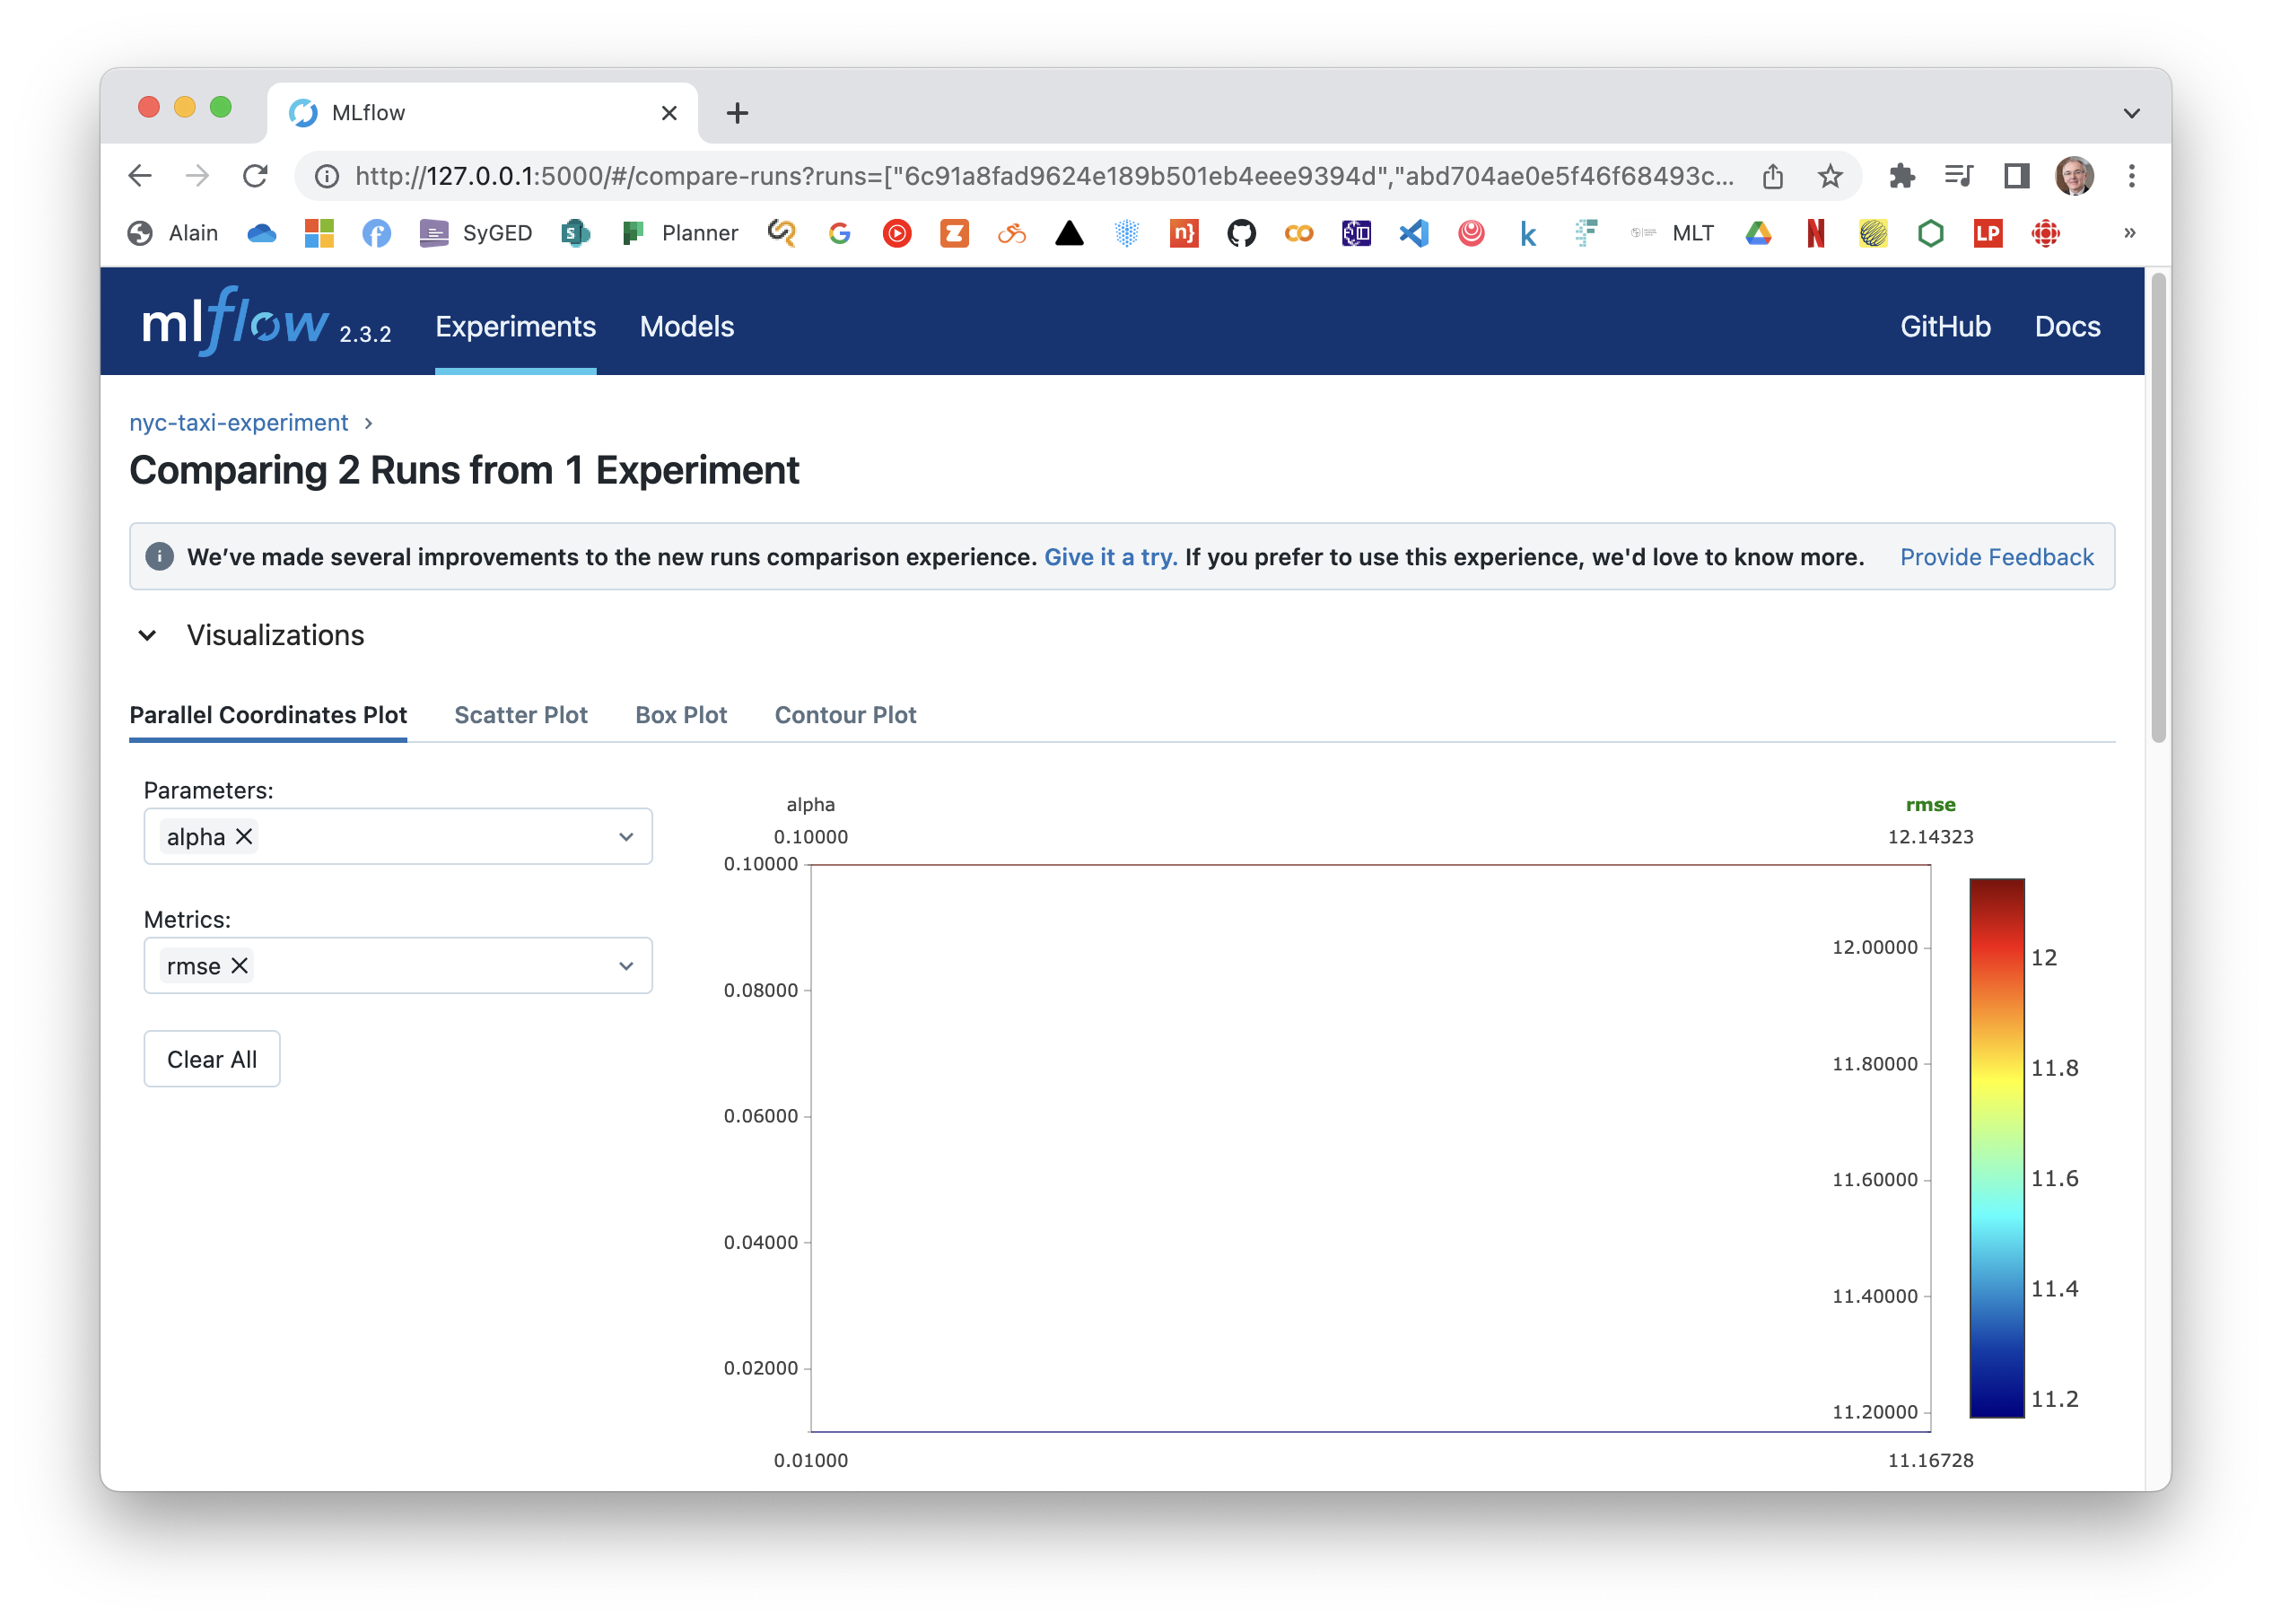 MLflow
http://127.0.0.1:5000/#/compare-runs?runs=["6c91a8fad9624e189b501eb4eee9394d","abd704ae0e5f46f68493c...
Alain SyGED Planner MLT »
mlflow 2.3.2 Experiments Models GitHub Docs
nyc-taxi-experiment >
Comparing 2 Runs from 1 Experiment
We’ve made several improvements to the new runs comparison experience. Give it a try. If you prefer to use this experience, we'd love to know more. Provide Feedback
Visualizations
Parallel Coordinates Plot Scatter Plot Box Plot Contour Plot
Parameters:
alpha
Metrics:
rmse
Clear All
alpha rmse
0.10000 12.14323
0.10000
12.00000 12
0.08000
11.80000 11.8
0.06000
11.60000 11.6
0.04000
11.40000 11.4
0.02000
11.20000 11.2
0.01000 11.16728